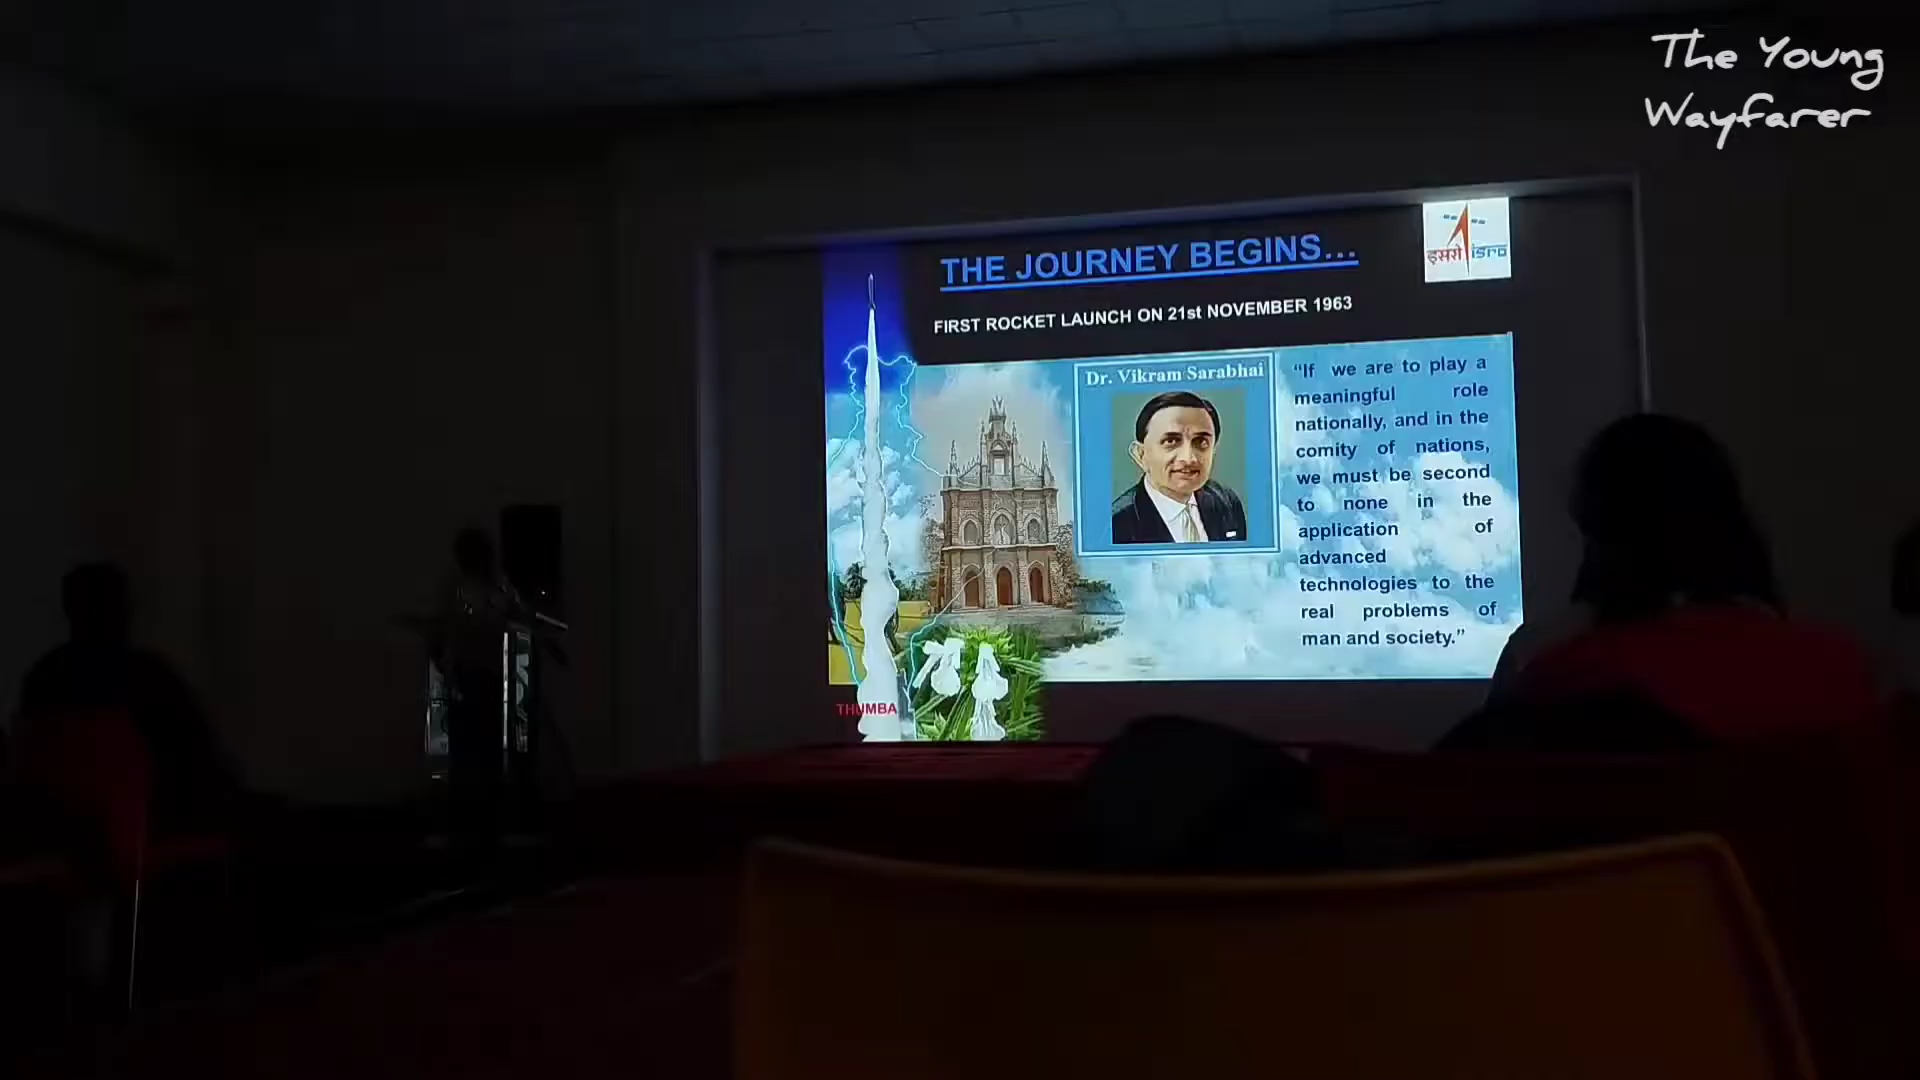 The Young
Wayfarer
THE JOURNEY BEGINS...
इसरो isro
FIRST ROCKET LAUNCH ON 21st NOVEMBER 1963
Dr. Vikram Sarabhai
“If we are to play a
meaningful role
nationally, and in the
comity of nations,
we must be second
to none in the
application of
advanced
technologies to the
real problems of
man and society.”
THUMBA